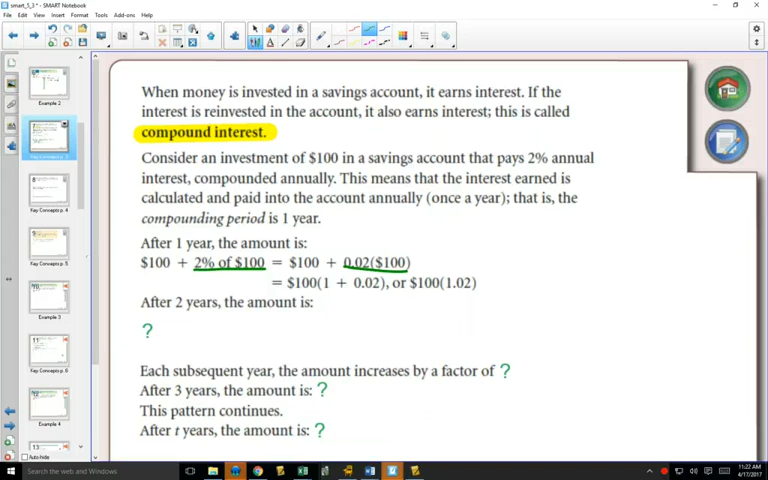 smart_5_3 * - SMART Notebook
File Edit View Insert Format Tools Add-ons Help
Example 2
Key Concepts p. 4
Key Concepts p. 5
Example 3
Key Concepts p. 6
Example 4
Auto-hide
When money is invested in a savings account, it earns interest. If the
interest is reinvested in the account, it also earns interest; this is called
compound interest.
Consider an investment of $100 in a savings account that pays 2% annual
interest, compounded annually. This means that the interest earned is
calculated and paid into the account annually (once a year); that is, the
compounding period is 1 year.
After 1 year, the amount is:
$100 + 2% of $100 = $100 + 0.02($100)
= $100(1 + 0.02), or $100(1.02)
After 2 years, the amount is:
?
Each subsequent year, the amount increases by a factor of ?
After 3 years, the amount is: ?
This pattern continues.
After t years, the amount is: ?
Search the web and Windows
11:22 AM
4/17/2017